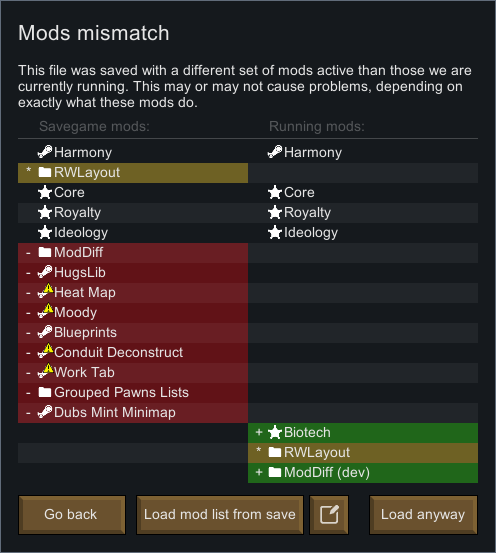 Mods mismatch
This file was saved with a different set of mods active than those we are
currently running. This may or may not cause problems, depending on
exactly what these mods do.
Savegame mods: Running mods:
Harmony Harmony
* RWLayout
Core Core
Royalty Royalty
Ideology Ideology
- ModDiff
- HugsLib
- Heat Map
- Moody
- Blueprints
- Conduit Deconstruct
- Work Tab
- Grouped Pawns Lists
- Dubs Mint Minimap
+ Biotech
* RWLayout
+ ModDiff (dev)
Go back Load mod list from save Load anyway